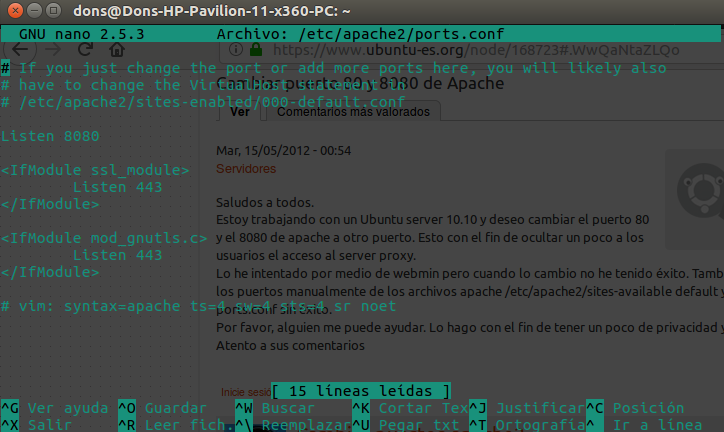 dons@Dons-HP-Pavilion-11-x360-PC: ~
GNU nano 2.5.3 Archivo: /etc/apache2/ports.conf
https://www.ubuntu-es.org/node/168723#.WwQaNtaZLQo
# If you just change the port or add more ports here, you will likely also
# have to change the VirtualHost statement in
# /etc/apache2/sites-enabled/000-default.conf
Listen 8080
<IfModule ssl_module>
Listen 443
</IfModule>
<IfModule mod_gnutls.c>
Listen 443
</IfModule>
# vim: syntax=apache ts=4 sw=4 sts=4 sr noet
Cambiar puerto 80 y 8080 de Apache
Ver
Comentarios más valorados
Mar, 15/05/2012 - 00:54
Servidores
Saludos a todos.
Estoy trabajando con un Ubuntu server 10.10 y deseo cambiar el puerto 80
y el 8080 de apache a otro puerto. Esto con el fin de ocultar un poco a los
usuarios el acceso al server proxy.
Lo he intentado por medio de webmin pero cuando lo cambio no he tenido éxito. Tamb
los puertos manualmente de los archivos apache /etc/apache2/sites-available default y
ports.conf sin éxito.
Por favor, alguien me puede ayudar. Lo hago con el fin de tener un poco de privacidad y
Atento a sus comentarios
Inicie sesió
[ 15 líneas leídas ]
^G Ver ayuda ^O Guardar ^W Buscar ^K Cortar Tex ^J Justificar ^C Posición
^X Salir ^R Leer fich. ^\ Reemplazar ^U Pegar txt ^T Ortografía ^_ Ir a línea